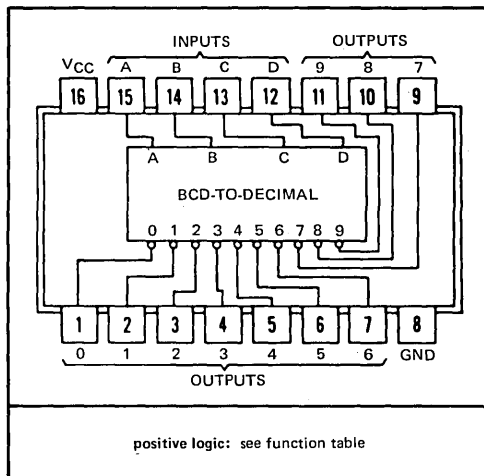 INPUTS OUTPUTS
VCC A B C D 9 8 7
16 15 14 13 12 11 10 9
A B C D
BCD-TO-DECIMAL
0 1 2 3 4 5 6 7 8 9
1 2 3 4 5 6 7 8
0 1 2 3 4 5 6 GND
OUTPUTS
positive logic: see function table